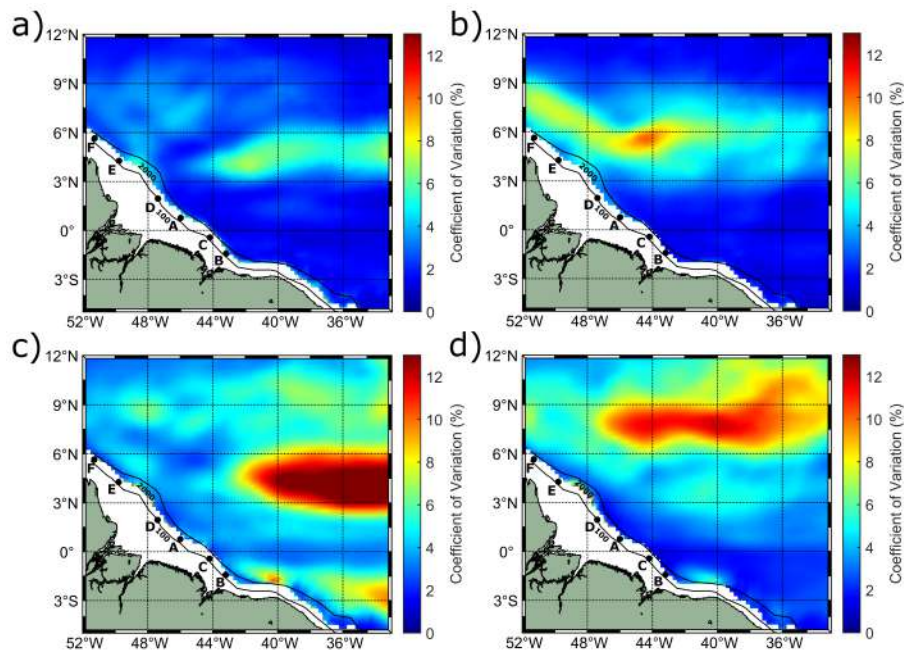 a)
12°N
9°N
6°N
3°N
0°
3°S
52°W 48°W 44°W 40°W 36°W
F
E
D
A
C
B
2000
100
12
10
8
6
4
2
0
Coefficient of Variation (%)
b)
12°N
9°N
6°N
3°N
0°
3°S
52°W 48°W 44°W 40°W 36°W
F
E
D
A
C
B
2000
100
12
10
8
6
4
2
0
Coefficient of Variation (%)
c)
12°N
9°N
6°N
3°N
0°
3°S
52°W 48°W 44°W 40°W 36°W
F
E
D
A
C
B
2000
100
12
10
8
6
4
2
0
Coefficient of Variation (%)
d)
12°N
9°N
6°N
3°N
0°
3°S
52°W 48°W 44°W 40°W 36°W
F
E
D
A
C
B
2000
100
12
10
8
6
4
2
0
Coefficient of Variation (%)